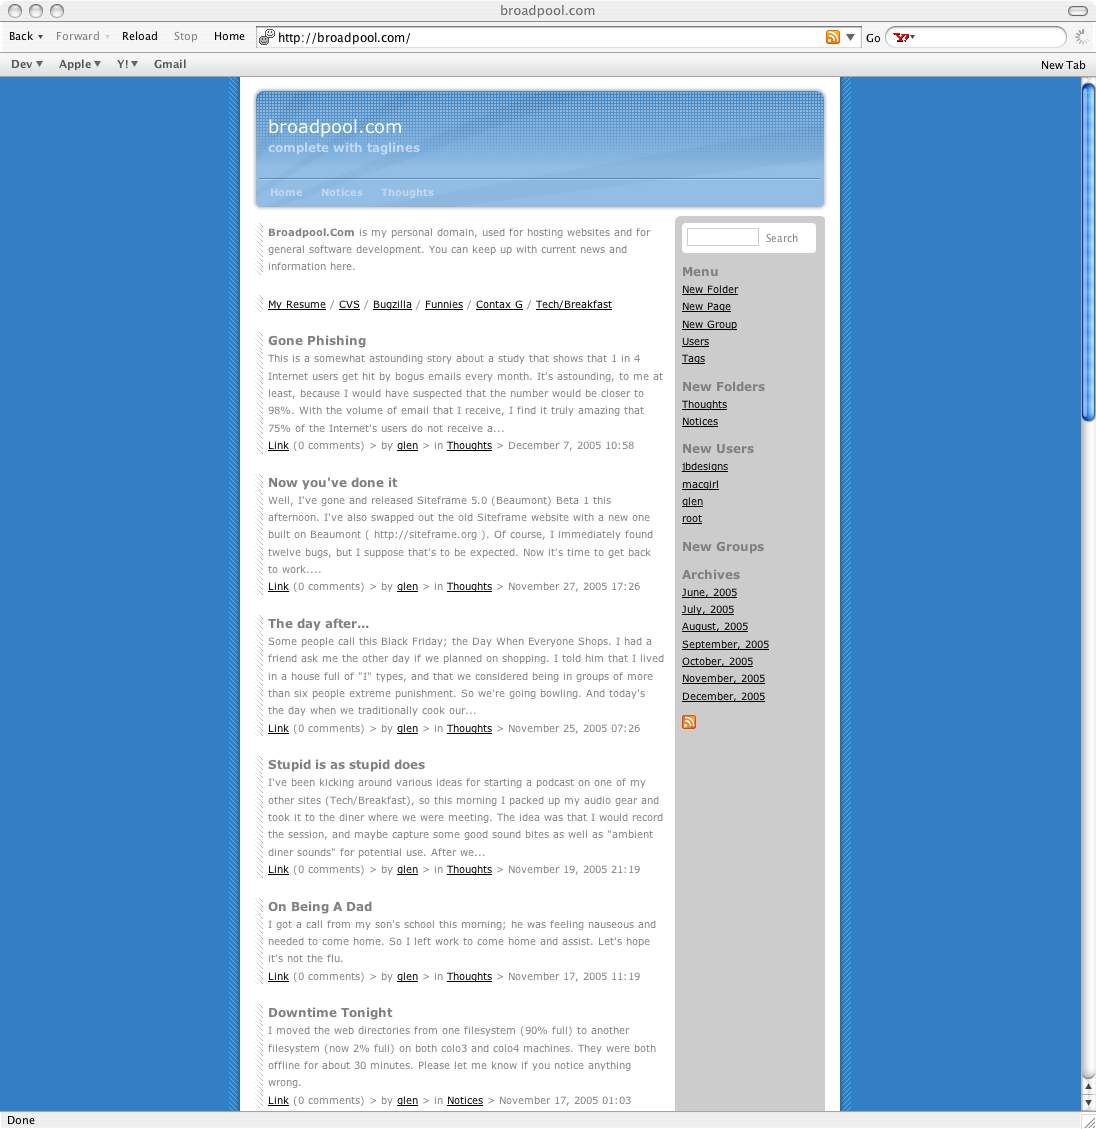 broadpool.com
Back Forward Reload Stop Home http://broadpool.com/ Go
Dev Apple Y! Gmail New Tab
broadpool.com
complete with taglines
Home Notices Thoughts
Broadpool.Com is my personal domain, used for hosting websites and for
general software development. You can keep up with current news and
information here.
My Resume / CVS / Bugzilla / Funnies / Contax G / Tech/Breakfast
Gone Phishing
This is a somewhat astounding story about a study that shows that 1 in 4
Internet users get hit by bogus emails every month. It's astounding, to me at
least, because I would have suspected that the number would be closer to
98%. With the volume of email that I receive, I find it truly amazing that
75% of the Internet's users do not receive a...
Link (0 comments) > by glen > in Thoughts > December 7, 2005 10:58
Now you've done it
Well, I've gone and released Siteframe 5.0 (Beaumont) Beta 1 this
afternoon. I've also swapped out the old Siteframe website with a new one
built on Beaumont ( http://siteframe.org ). Of course, I immediately found
twelve bugs, but I suppose that's to be expected. Now it's time to get back
to work....
Link (0 comments) > by glen > in Thoughts > November 27, 2005 17:26
The day after...
Some people call this Black Friday; the Day When Everyone Shops. I had a
friend ask me the other day if we planned on shopping. I told him that I lived
in a house full of "I" types, and that we considered being in groups of more
than six people extreme punishment. So we're going bowling. And today's
the day when we traditionally cook our...
Link (0 comments) > by glen > in Thoughts > November 25, 2005 07:26
Stupid is as stupid does
I've been kicking around various ideas for starting a podcast on one of my
other sites (Tech/Breakfast), so this morning I packed up my audio gear and
took it to the diner where we were meeting. The idea was that I would record
the session, and maybe capture some good sound bites as well as "ambient
diner sounds" for potential use. After we...
Link (0 comments) > by glen > in Thoughts > November 19, 2005 21:19
On Being A Dad
I got a call from my son's school this morning; he was feeling nauseous and
needed to come home. So I left work to come home and assist. Let's hope
it's not the flu.
Link (0 comments) > by glen > in Thoughts > November 17, 2005 11:19
Downtime Tonight
I moved the web directories from one filesystem (90% full) to another
filesystem (now 2% full) on both colo3 and colo4 machines. They were both
offline for about 30 minutes. Please let me know if you notice anything
wrong.
Link (0 comments) > by glen > in Notices > November 17, 2005 01:03
Search
Menu
New Folder
New Page
New Group
Users
Tags
New Folders
Thoughts
Notices
New Users
jbdesigns
macgirl
glen
root
New Groups
Archives
June, 2005
July, 2005
August, 2005
September, 2005
October, 2005
November, 2005
December, 2005
Done